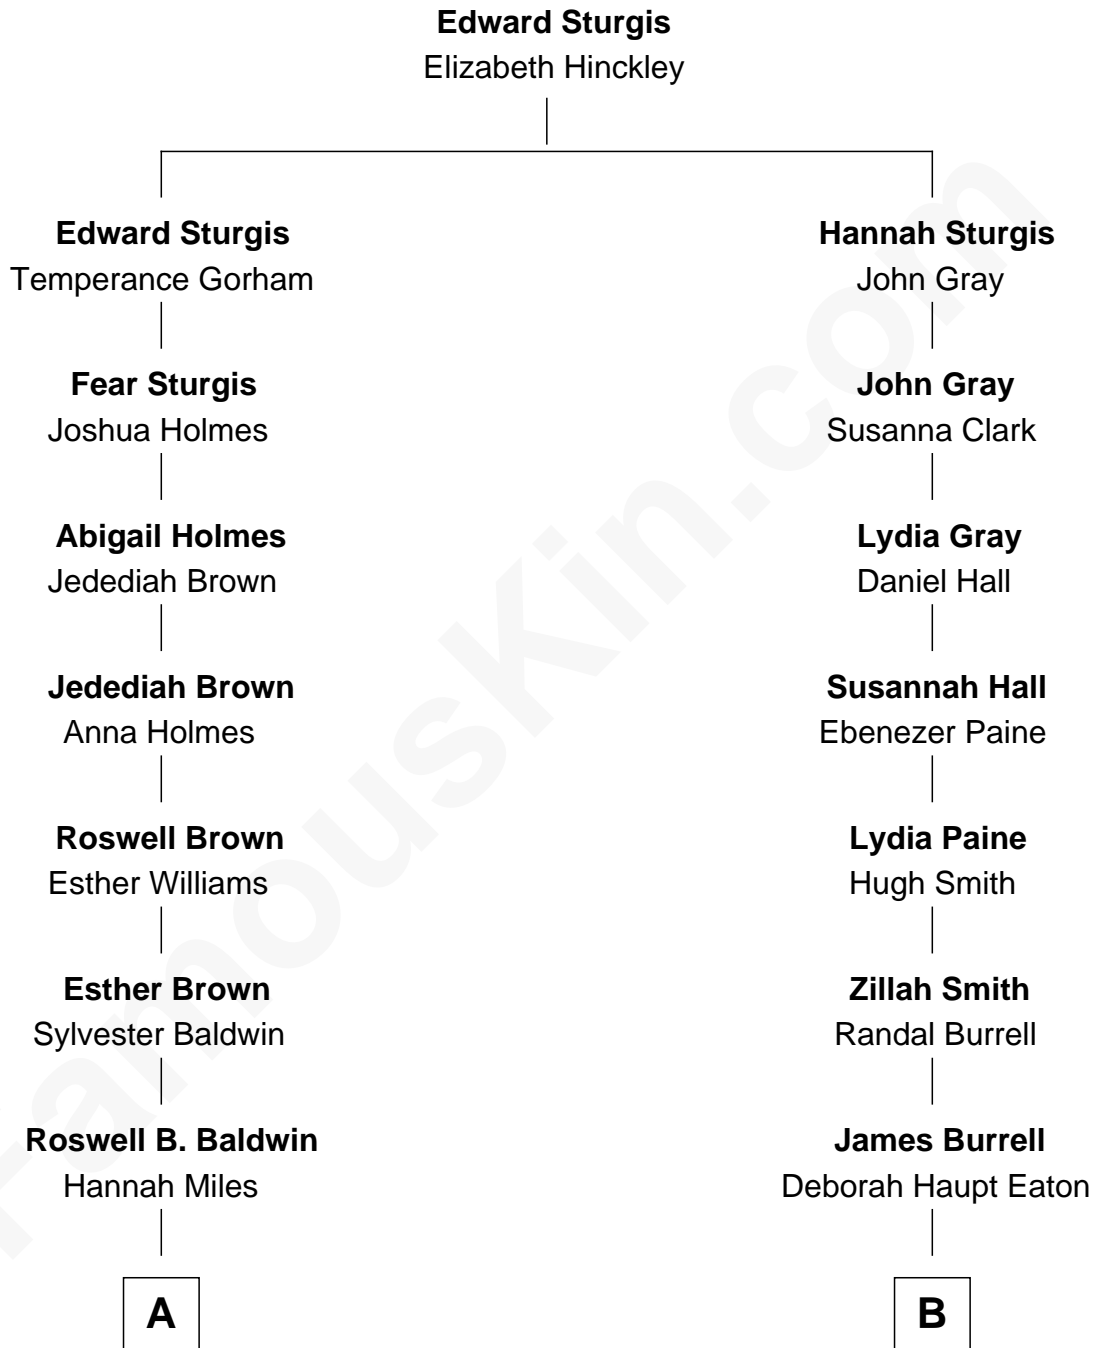 Edward Sturgis
Elizabeth Hinckley
Edward Sturgis
Temperance Gorham
Hannah Sturgis
John Gray
Fear Sturgis
Joshua Holmes
John Gray
Susanna Clark
Abigail Holmes
Jedediah Brown
Lydia Gray
Daniel Hall
Jedediah Brown
Anna Holmes
Susannah Hall
Ebenezer Paine
Roswell Brown
Esther Williams
Lydia Paine
Hugh Smith
Esther Brown
Sylvester Baldwin
Zillah Smith
Randal Burrell
Roswell B. Baldwin
Hannah Miles
James Burrell
Deborah Haupt Eaton
A
B
FamousKin.com